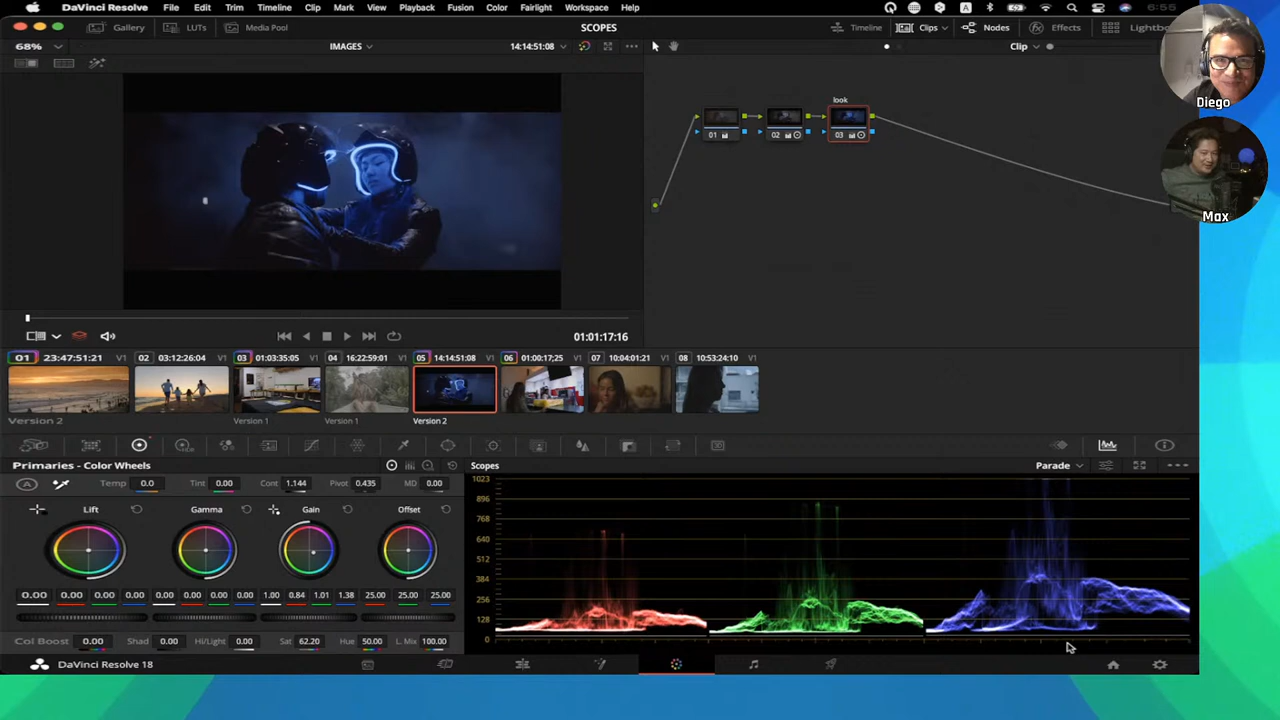 DaVinci Resolve File Edit Trim Timeline Clip Mark View Playback Fusion Color Fairlight Workspace Help A 6:55
Gallery LUTs Media Pool SCOPES Timeline Clips Nodes Effects Lightbo
68% IMAGES 14:14:51:08 Clip
Diego
look
01 02 03
Max
01:01:17:16
01 23:47:51:21 V1 02 03:12:26:04 V1 03 01:03:35:05 V1 04 16:22:59:01 V1 05 14:14:51:08 V1 06 01:00:17:25 V1 07 10:04:01:21 V1 08 10:53:24:10 V1
Version 2 Version 1 Version 1 Version 2
Primaries - Color Wheels Scopes Parade
A Temp 0.0 Tint 0.00 Cont 1.144 Pivot 0.435 MD 0.00
Lift Gamma Gain Offset
0.00 0.00 0.00 0.00 0.00 0.00 0.00 0.00 1.00 0.84 1.01 1.38 25.00 25.00 25.00
Col Boost 0.00 Shad 0.00 Hi/Light 0.00 Sat 62.20 Hue 50.00 L.Mix 100.00
1023
896
768
640
512
384
256
128
0
DaVinci Resolve 18